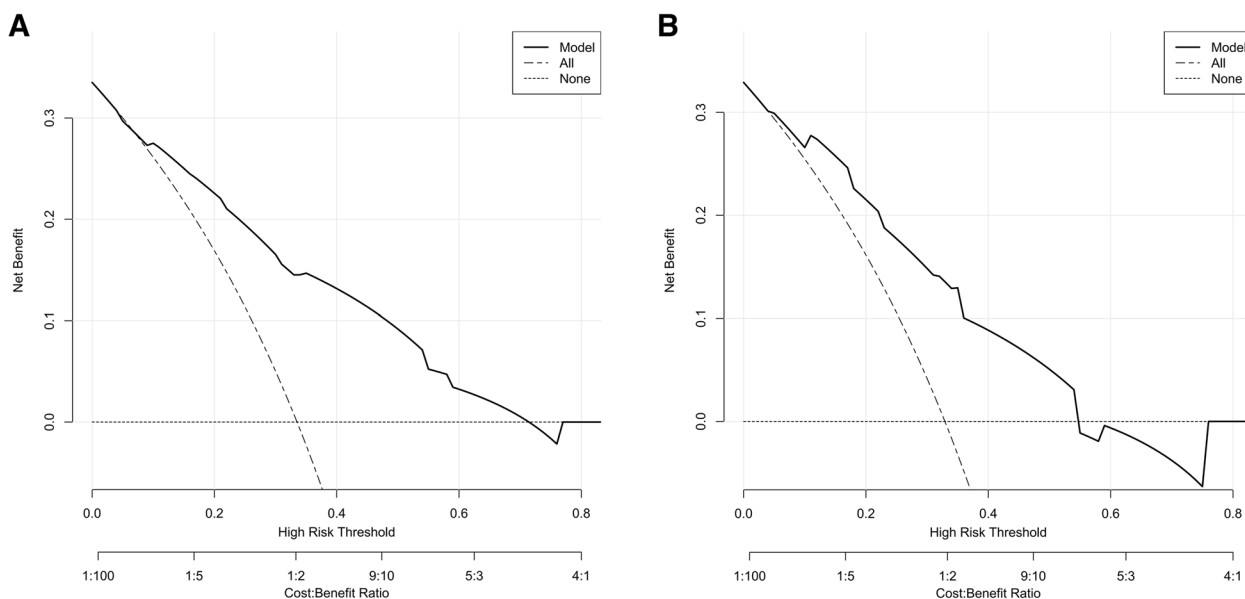 A
Model
All
None
Net Benefit
0.3
0.2
0.1
0.0
0.0 0.2 0.4 0.6 0.8
High Risk Threshold
1:100 1:5 1:2 9:10 5:3 4:1
Cost:Benefit Ratio
B
Model
All
None
Net Benefit
0.3
0.2
0.1
0.0
0.0 0.2 0.4 0.6 0.8
High Risk Threshold
1:100 1:5 1:2 9:10 5:3 4:1
Cost:Benefit Ratio